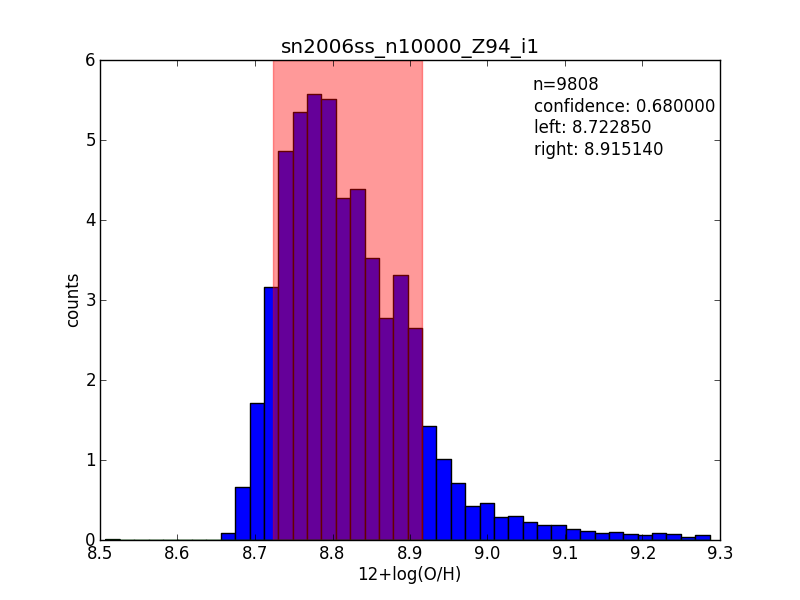 sn2006ss_n10000_Z94_i1
n=9808
confidence: 0.680000
left: 8.722850
right: 8.915140
6
5
4
3
2
1
0
counts
8.5 8.6 8.7 8.8 8.9 9.0 9.1 9.2 9.3
12+log(O/H)